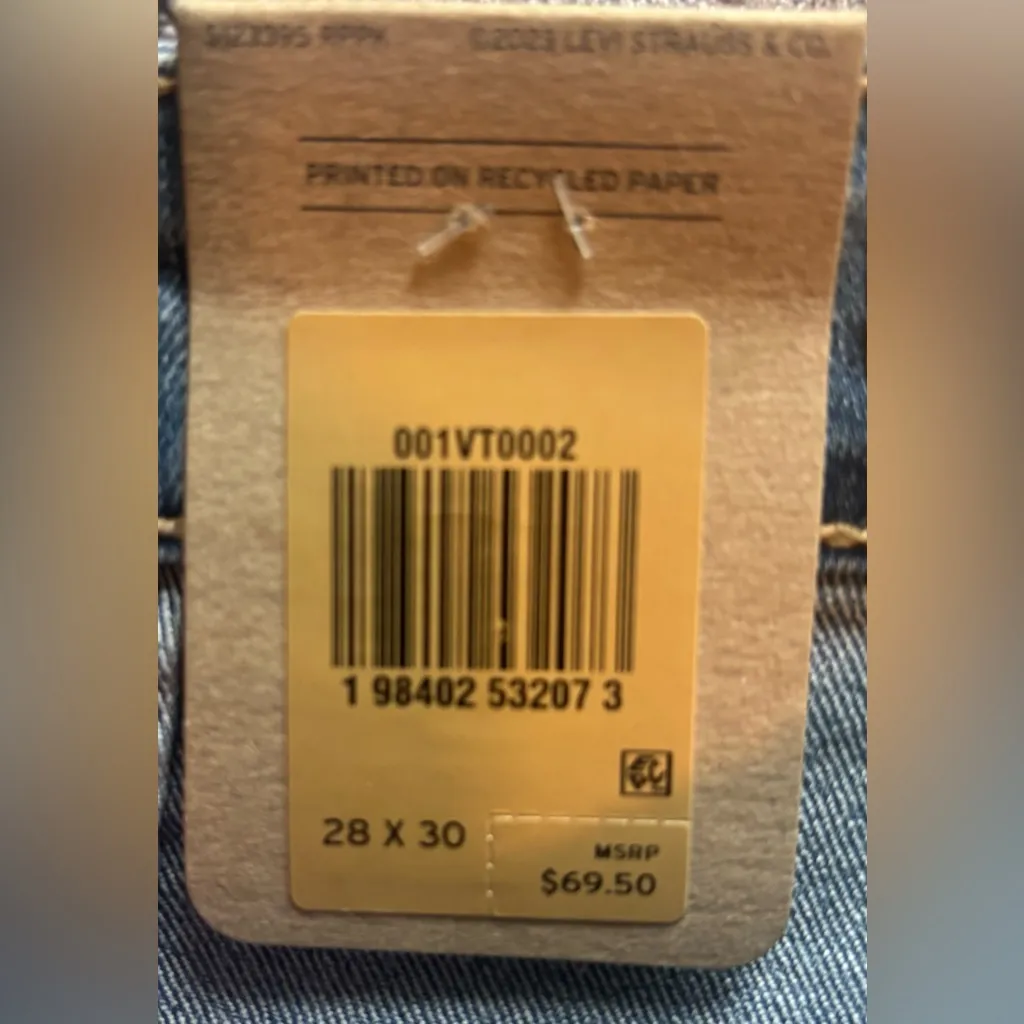 ©2023 LEVI STRAUSS & CO.
PRINTED ON RECYCLED PAPER
001VT0002
1 98402 53207 3
28 X 30
MSRP
$69.50